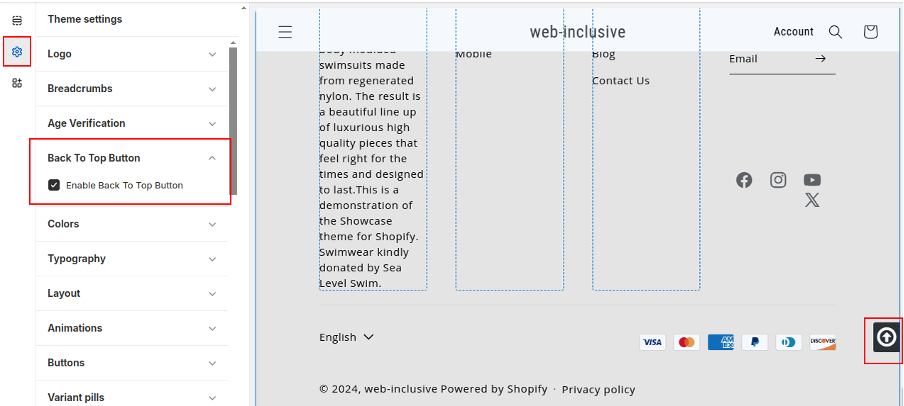 Theme settings
Logo
Breadcrumbs
Age Verification
Back To Top Button
Enable Back To Top Button
Colors
Typography
Layout
Animations
Buttons
Variant pills
web-inclusive
Account
swimsuits made
from regenerated
nylon. The result is
a beautiful line up
of luxurious high
quality pieces that
feel right for the
times and designed
to last.This is a
demonstration of
the Showcase
theme for Shopify.
Swimwear kindly
donated by Sea
Level Swim.
Mobile
Blog
Contact Us
Email
English
VISA
AM
EX
DISCOVER
© 2024, web-inclusive Powered by Shopify · Privacy policy